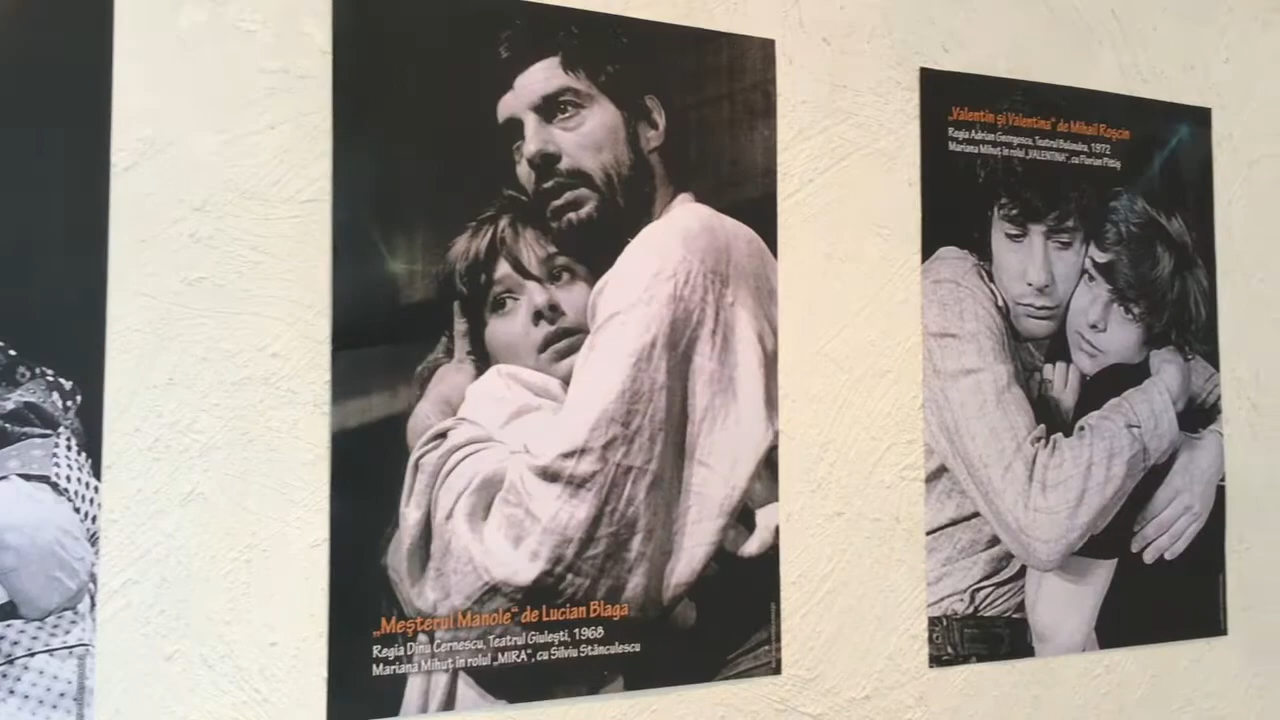 „Meşterul Manole“ de Lucian Blaga
Regia Dinu Cernescu, Teatrul Giuleşti, 1968
Mariana Mihuţ în rolul „MIRA“, cu Silviu Stănculescu
„Valentin şi Valentina“ de Mihail Roşcin
Regia Adrian Georgescu, Teatrul Bulandra, 1972
Mariana Mihuţ în rolul „VALENTINA“, cu Florian Pittiş